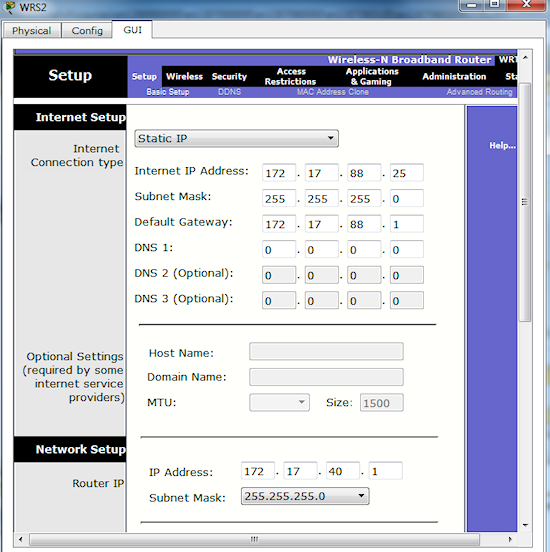 WRS2
Physical Config GUI
Wireless-N Broadband Router WRT
Setup
Setup Wireless Security Access Restrictions Applications & Gaming Administration Sta
Basic Setup DDNS MAC Address Clone Advanced Routing
Internet Setup
Internet Connection type
Static IP
Help...
Internet IP Address: 172 . 17 . 88 . 25
Subnet Mask: 255 . 255 . 255 . 0
Default Gateway: 172 . 17 . 88 . 1
DNS 1: 0 . 0 . 0 . 0
DNS 2 (Optional): 0 . 0 . 0 . 0
DNS 3 (Optional): 0 . 0 . 0 . 0
Optional Settings
(required by some
internet service
providers)
Host Name:
Domain Name:
MTU: Size: 1500
Network Setup
Router IP
IP Address: 172 . 17 . 40 . 1
Subnet Mask: 255.255.255.0